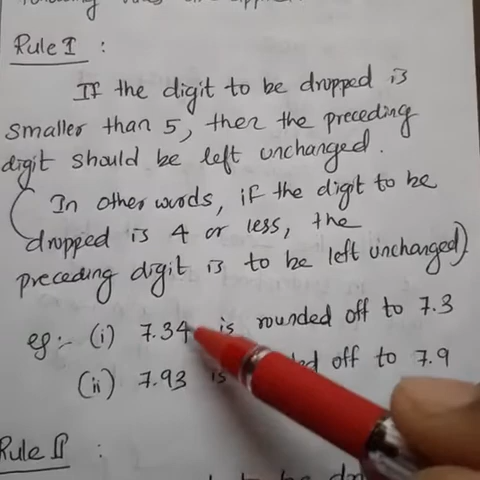 Rule I :
If the digit to be dropped is
smaller than 5, then the preceding
digit should be left unchanged.
(In other words, if the digit to be
dropped is 4 or less, the
preceding digit is to be left unchanged)
eg:- (i) 7.34 is rounded off to 7.3
(ii) 7.93 is off to 7.9
Rule II :